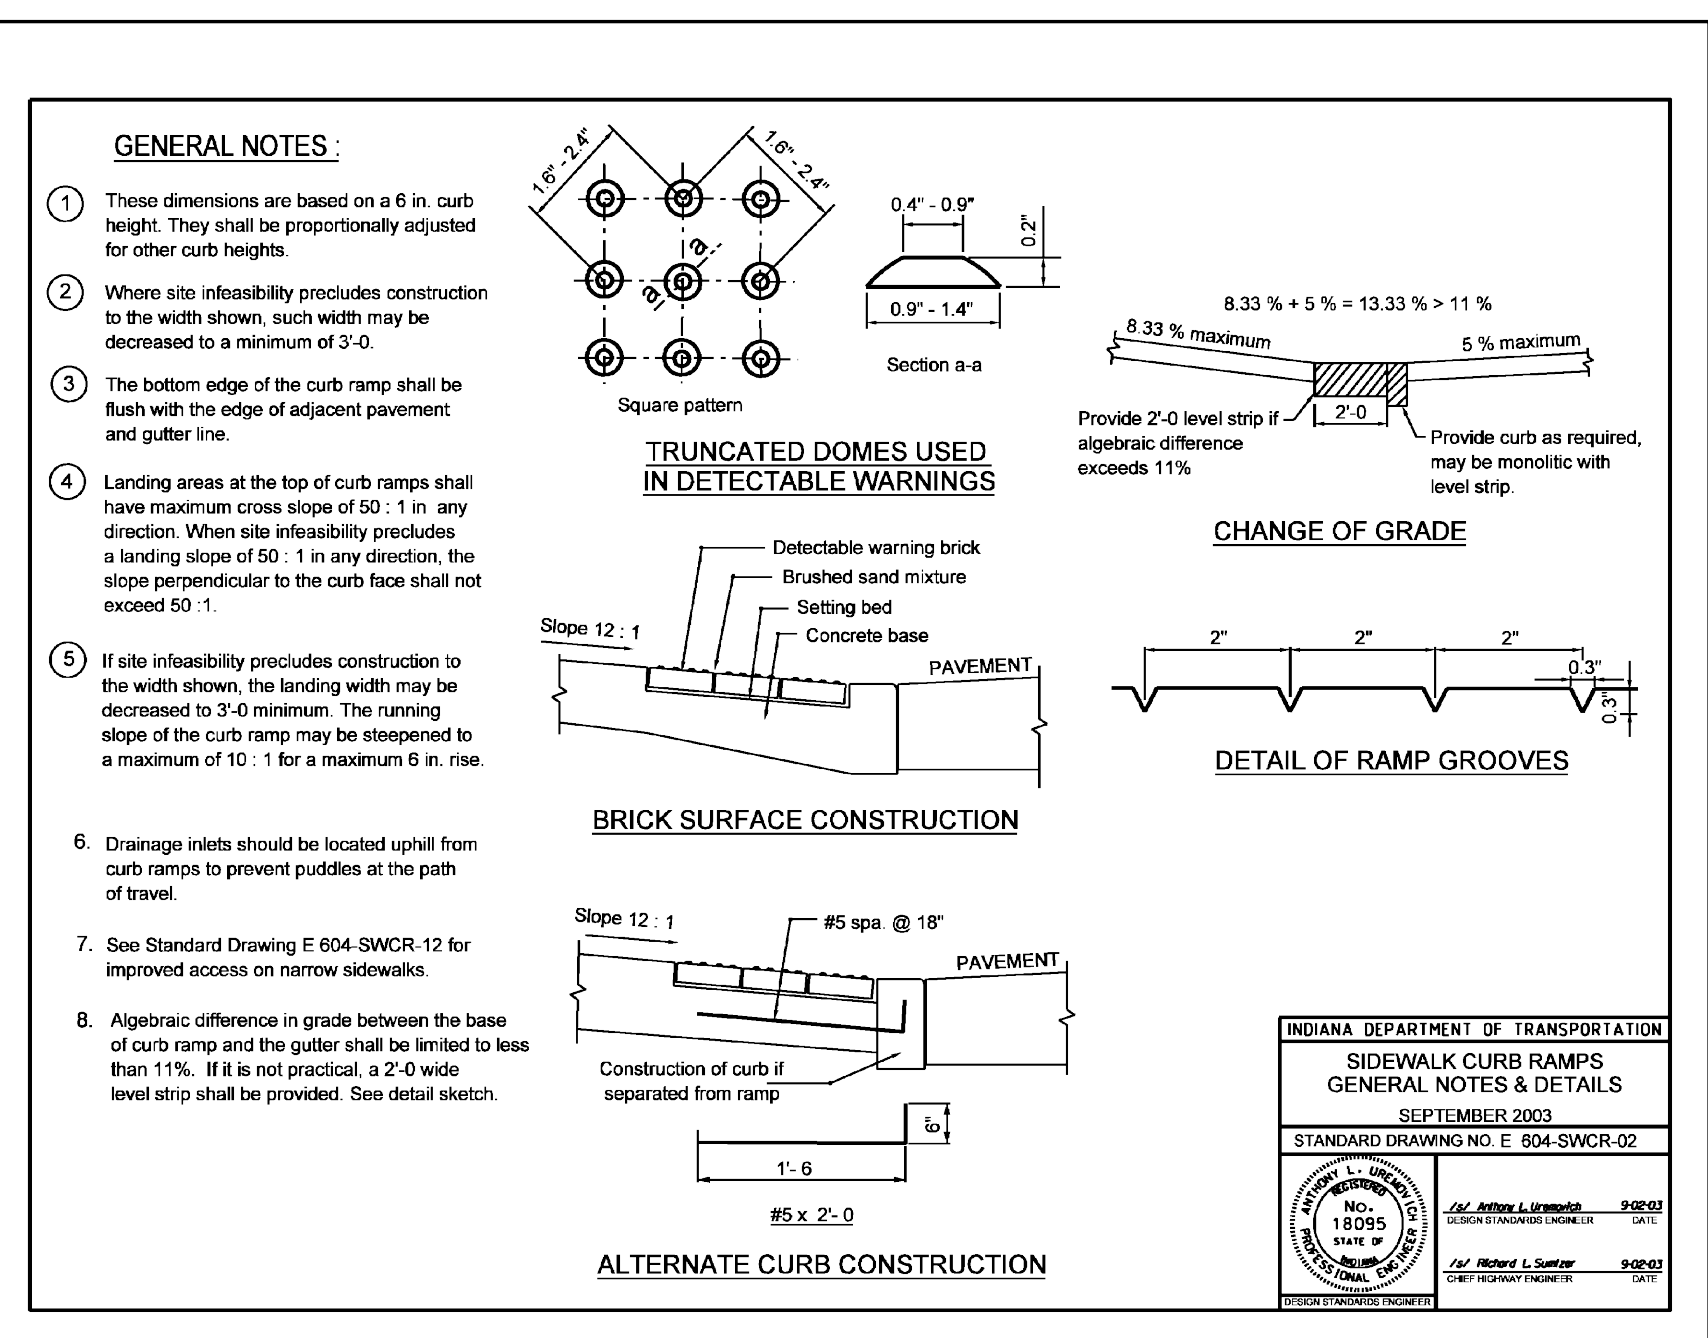 GENERAL NOTES :
1
These dimensions are based on a 6 in. curb
height. They shall be proportionally adjusted
for other curb heights.
2
Where site infeasibility precludes construction
to the width shown, such width may be
decreased to a minimum of 3'-0.
3
The bottom edge of the curb ramp shall be
flush with the edge of adjacent pavement
and gutter line.
4
Landing areas at the top of curb ramps shall
have maximum cross slope of 50 : 1 in any
direction. When site infeasibility precludes
a landing slope of 50 : 1 in any direction, the
slope perpendicular to the curb face shall not
exceed 50 :1.
5
If site infeasibility precludes construction to
the width shown, the landing width may be
decreased to 3'-0 minimum. The running
slope of the curb ramp may be steepened to
a maximum of 10 : 1 for a maximum 6 in. rise.
6. Drainage inlets should be located uphill from
curb ramps to prevent puddles at the path
of travel.
7. See Standard Drawing E 604-SWCR-12 for
improved access on narrow sidewalks.
8. Algebraic difference in grade between the base
of curb ramp and the gutter shall be limited to less
than 11%. If it is not practical, a 2'-0 wide
level strip shall be provided. See detail sketch.
1.6" - 2.4"
1.6" - 2.4"
a
a
Square pattern
0.4" - 0.9"
0.2"
0.9" - 1.4"
Section a-a
TRUNCATED DOMES USED
IN DETECTABLE WARNINGS
Detectable warning brick
Brushed sand mixture
Setting bed
Concrete base
Slope 12 : 1
PAVEMENT
BRICK SURFACE CONSTRUCTION
Slope 12 : 1
#5 spa. @ 18"
PAVEMENT
Construction of curb if
separated from ramp
6"
1'- 6
#5 x 2'- 0
ALTERNATE CURB CONSTRUCTION
8.33 % + 5 % = 13.33 % > 11 %
8.33 % maximum
5 % maximum
2'-0
Provide 2'-0 level strip if
algebraic difference
exceeds 11%
Provide curb as required,
may be monolitic with
level strip.
CHANGE OF GRADE
2"
2"
2"
0.3"
0.3"
DETAIL OF RAMP GROOVES
INDIANA DEPARTMENT OF TRANSPORTATION
SIDEWALK CURB RAMPS
GENERAL NOTES & DETAILS
SEPTEMBER 2003
STANDARD DRAWING NO. E 604-SWCR-02
ANTHONY L. UREMOVICH
REGISTERED
No.
18095
STATE OF
INDIANA
PROFESSIONAL ENGINEER
DESIGN STANDARDS ENGINEER
/s/ Anthony L. Uremovich 9-02-03
DESIGN STANDARDS ENGINEER DATE
/s/ Richard L. 9-02-03
CHIEF HIGHWAY ENGINEER DATE